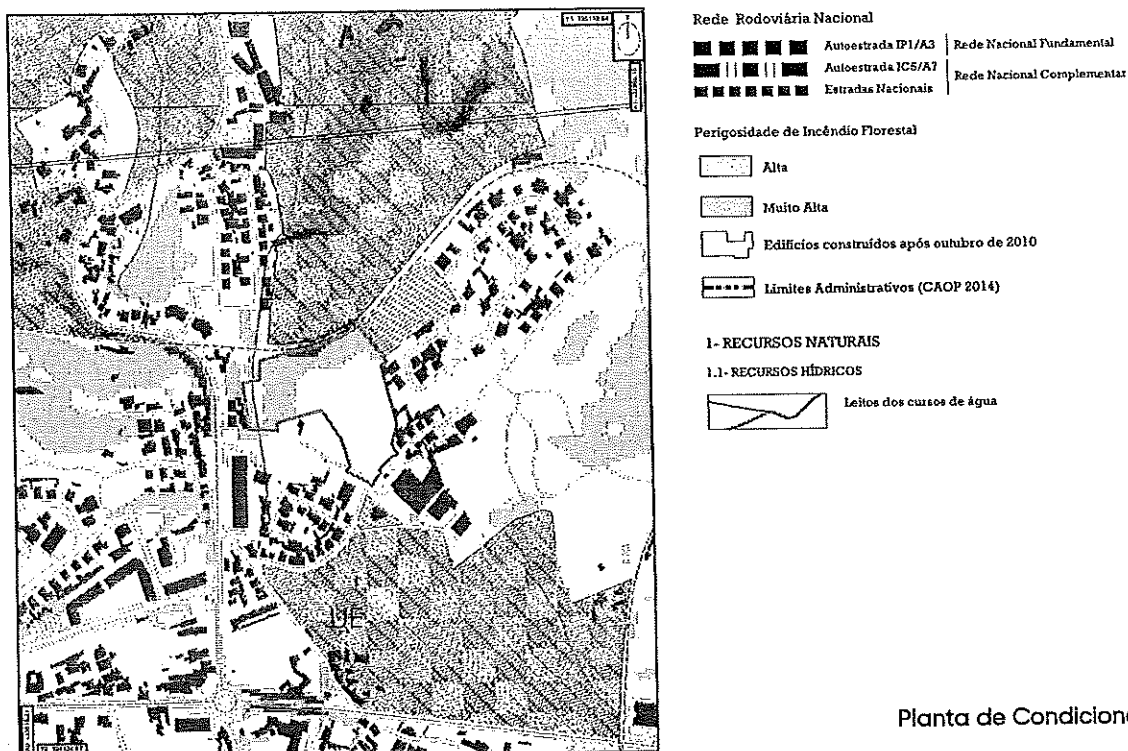 Rede Rodoviária Nacional
Autoestrada IP1/A3
Rede Nacional Fundamental
Autoestrada IC5/A7
Rede Nacional Complementar
Estradas Nacionais
Perigosidade de Incêndio Florestal
Alta
Muito Alta
Edifícios construídos após outubro de 2010
Limites Administrativos (CAOP 2014)
1- RECURSOS NATURAIS
1.1- RECURSOS HÍDRICOS
Leitos dos cursos de água
UE
Planta de Condicion